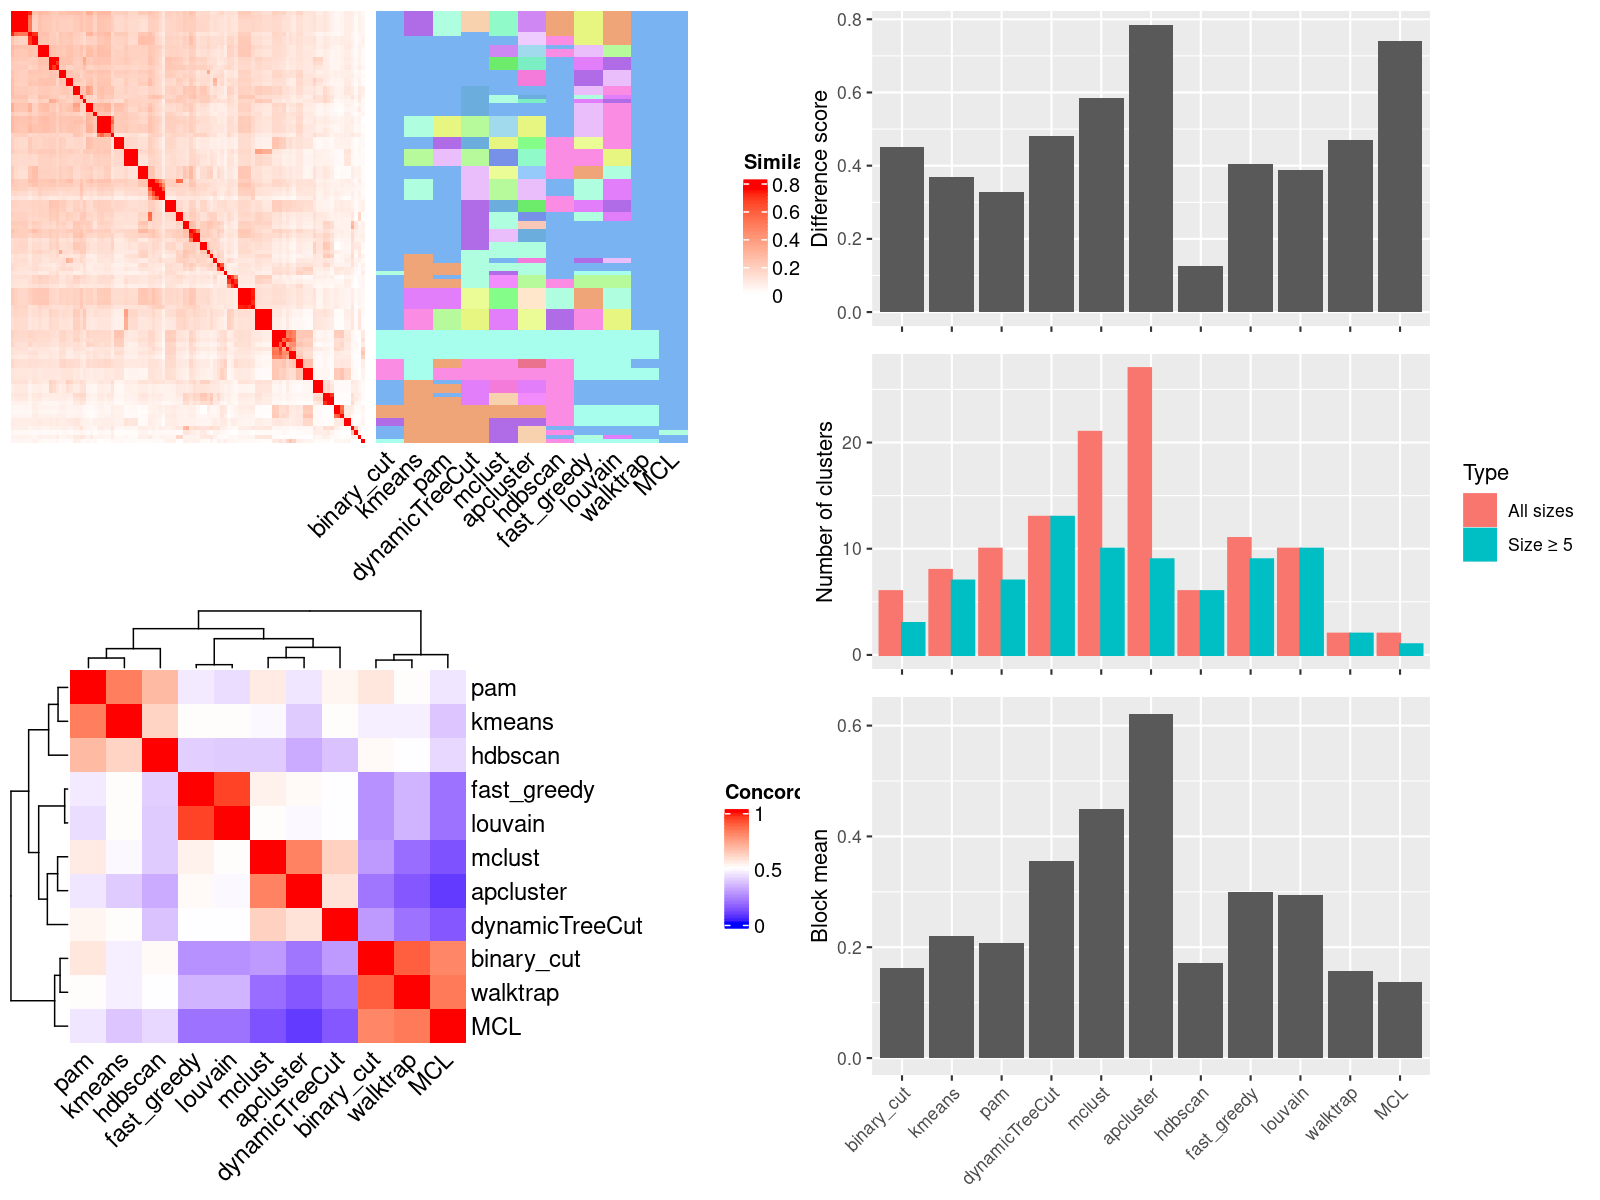 Simila
0.8
0.6
0.4
0.2
0
binary_cut
kmeans
pam
dynamicTreeCut
mclust
apcluster
hdbscan
fast_greedy
louvain
walktrap
MCL
pam
kmeans
hdbscan
fast_greedy
louvain
mclust
apcluster
dynamicTreeCut
binary_cut
walktrap
MCL
pam
kmeans
hdbscan
fast_greedy
louvain
mclust
apcluster
dynamicTreeCut
binary_cut
walktrap
MCL
Concord
1
0.5
0
Difference score
0.8
0.6
0.4
0.2
0.0
Number of clusters
20
10
0
Type
All sizes
Size ≥ 5
Block mean
0.6
0.4
0.2
0.0
binary_cut
kmeans
pam
dynamicTreeCut
mclust
apcluster
hdbscan
fast_greedy
louvain
walktrap
MCL